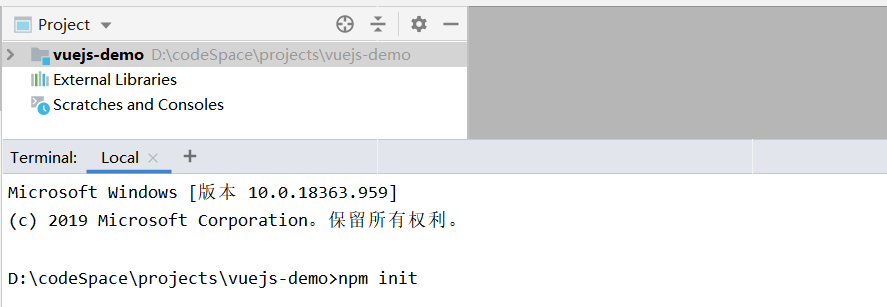 Project
vuejs-demo D:\codeSpace\projects\vuejs-demo
External Libraries
Scratches and Consoles
Terminal: Local × +
Microsoft Windows [版本 10.0.18363.959]
(c) 2019 Microsoft Corporation。保留所有权利。
D:\codeSpace\projects\vuejs-demo>npm init